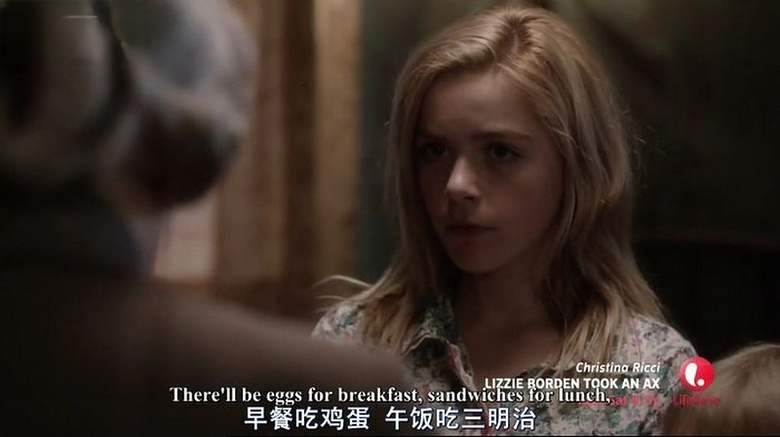 Christina Ricci
LIZZIE BORDEN TOOK AN AX
There'll be eggs for breakfast, sandwiches for lunch,
早餐吃鸡蛋 午饭吃三明治